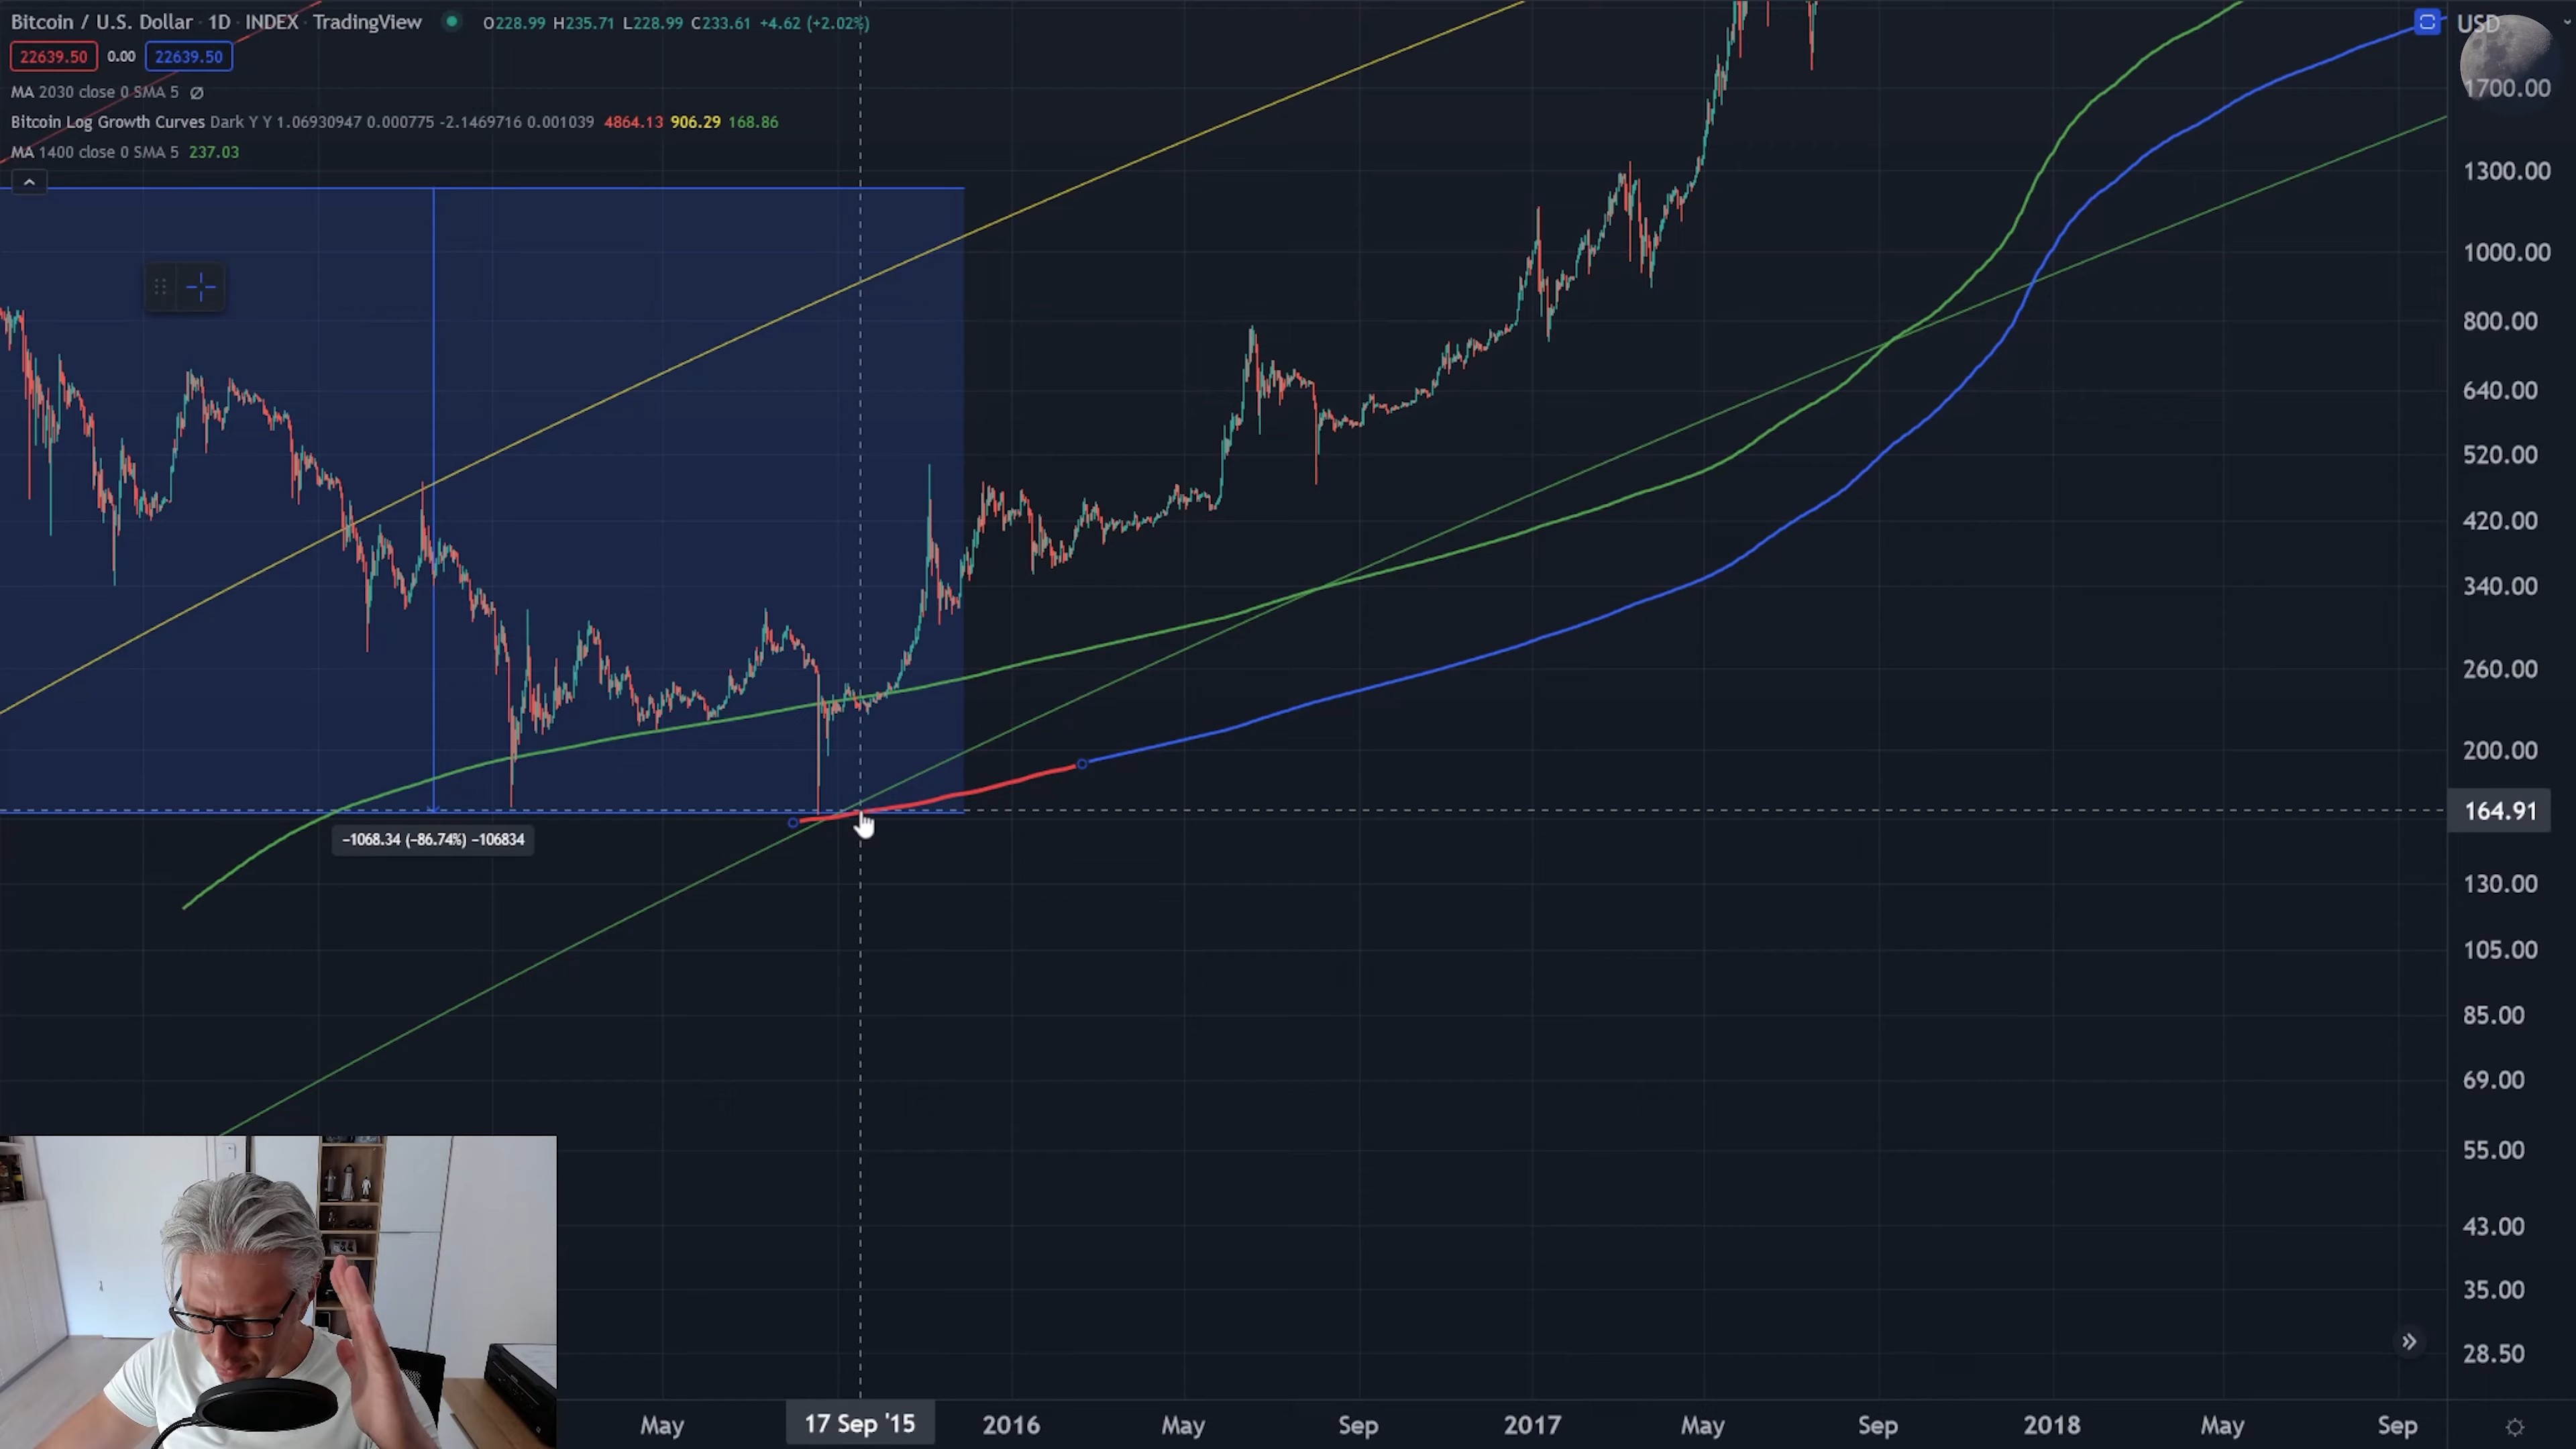 Bitcoin / U.S. Dollar · 1D · INDEX · TradingView O228.99 H235.71 L228.99 C233.61 +4.62 (+2.02%)
22639.50 0.00 22639.50
MA 2030 close 0 SMA 5 ∅
Bitcoin Log Growth Curves Dark Y Y 1.06930947 0.000775 -2.1469716 0.001039 4864.13 906.29 168.86
MA 1400 close 0 SMA 5 237.03
USD
1700.00
1300.00
1000.00
800.00
640.00
520.00
420.00
340.00
260.00
200.00
164.91
130.00
105.00
85.00
69.00
55.00
43.00
35.00
28.50
−1068.34 (−86.74%) −106834
May 17 Sep '15 2016 May Sep 2017 May Sep 2018 May Sep